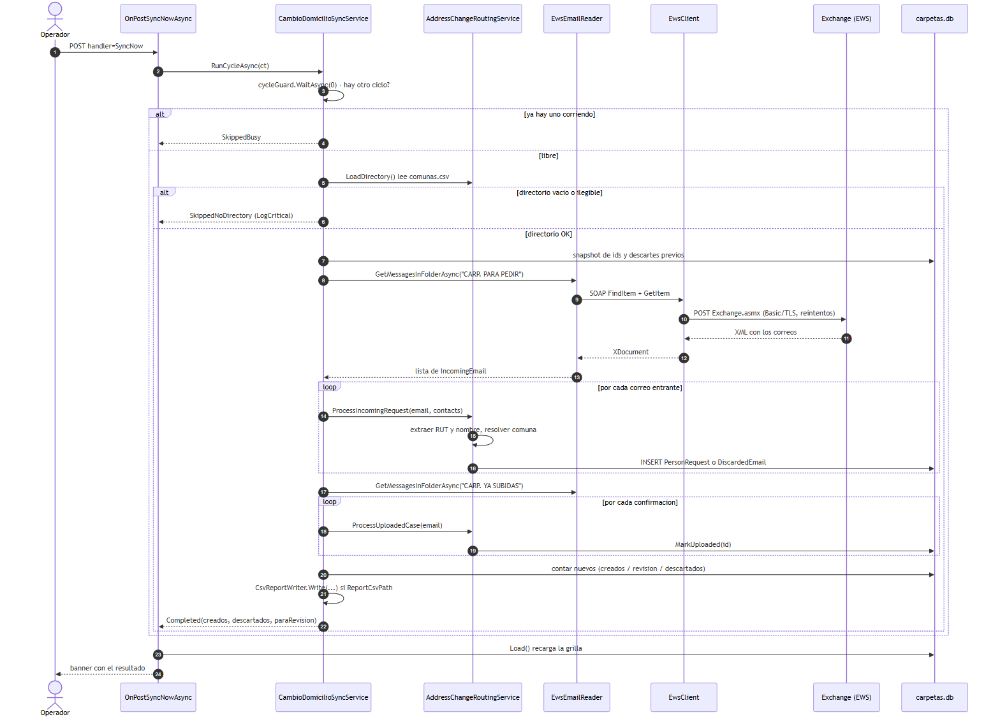 OnPostSyncNowAsync
CambioDomicilioSyncService
AddressChangeRoutingService
EwsEmailReader
EwsClient
Exchange (EWS)
carpetas.db
Operador
1
POST handler=SyncNow
2
RunCycleAsync(ct)
cycleGuard.WaitAsync(0) - hay otro ciclo?
3
alt
[ya hay uno corriendo]
SkippedBusy
4
[libre]
LoadDirectory() lee comunas.csv
5
alt
[directorio vacio o ilegible]
SkippedNoDirectory (LogCritical)
6
[directorio OK]
snapshot de ids y descartes previos
7
GetMessagesInFolderAsync("CARP. PARA PEDIR")
8
SOAP FindItem + GetItem
9
POST Exchange.asmx (Basic/TLS, reintentos)
10
XML con los correos
11
XDocument
12
lista de IncomingEmail
13
loop
[por cada correo entrante]
ProcessIncomingRequest(email, contacts)
14
extraer RUT y nombre, resolver comuna
15
INSERT PersonRequest o DiscardedEmail
16
GetMessagesInFolderAsync("CARP. YA SUBIDAS")
17
loop
[por cada confirmacion]
ProcessUploadedCase(email)
18
MarkUploaded(id)
19
contar nuevos (creados / revision / descartados)
20
CsvReportWriter.Write(...) si ReportCsvPath
21
Completed(creados, descartados, paraRevision)
22
Load() recarga la grilla
23
banner con el resultado
24
Operador
OnPostSyncNowAsync
CambioDomicilioSyncService
AddressChangeRoutingService
EwsEmailReader
EwsClient
Exchange (EWS)
carpetas.db